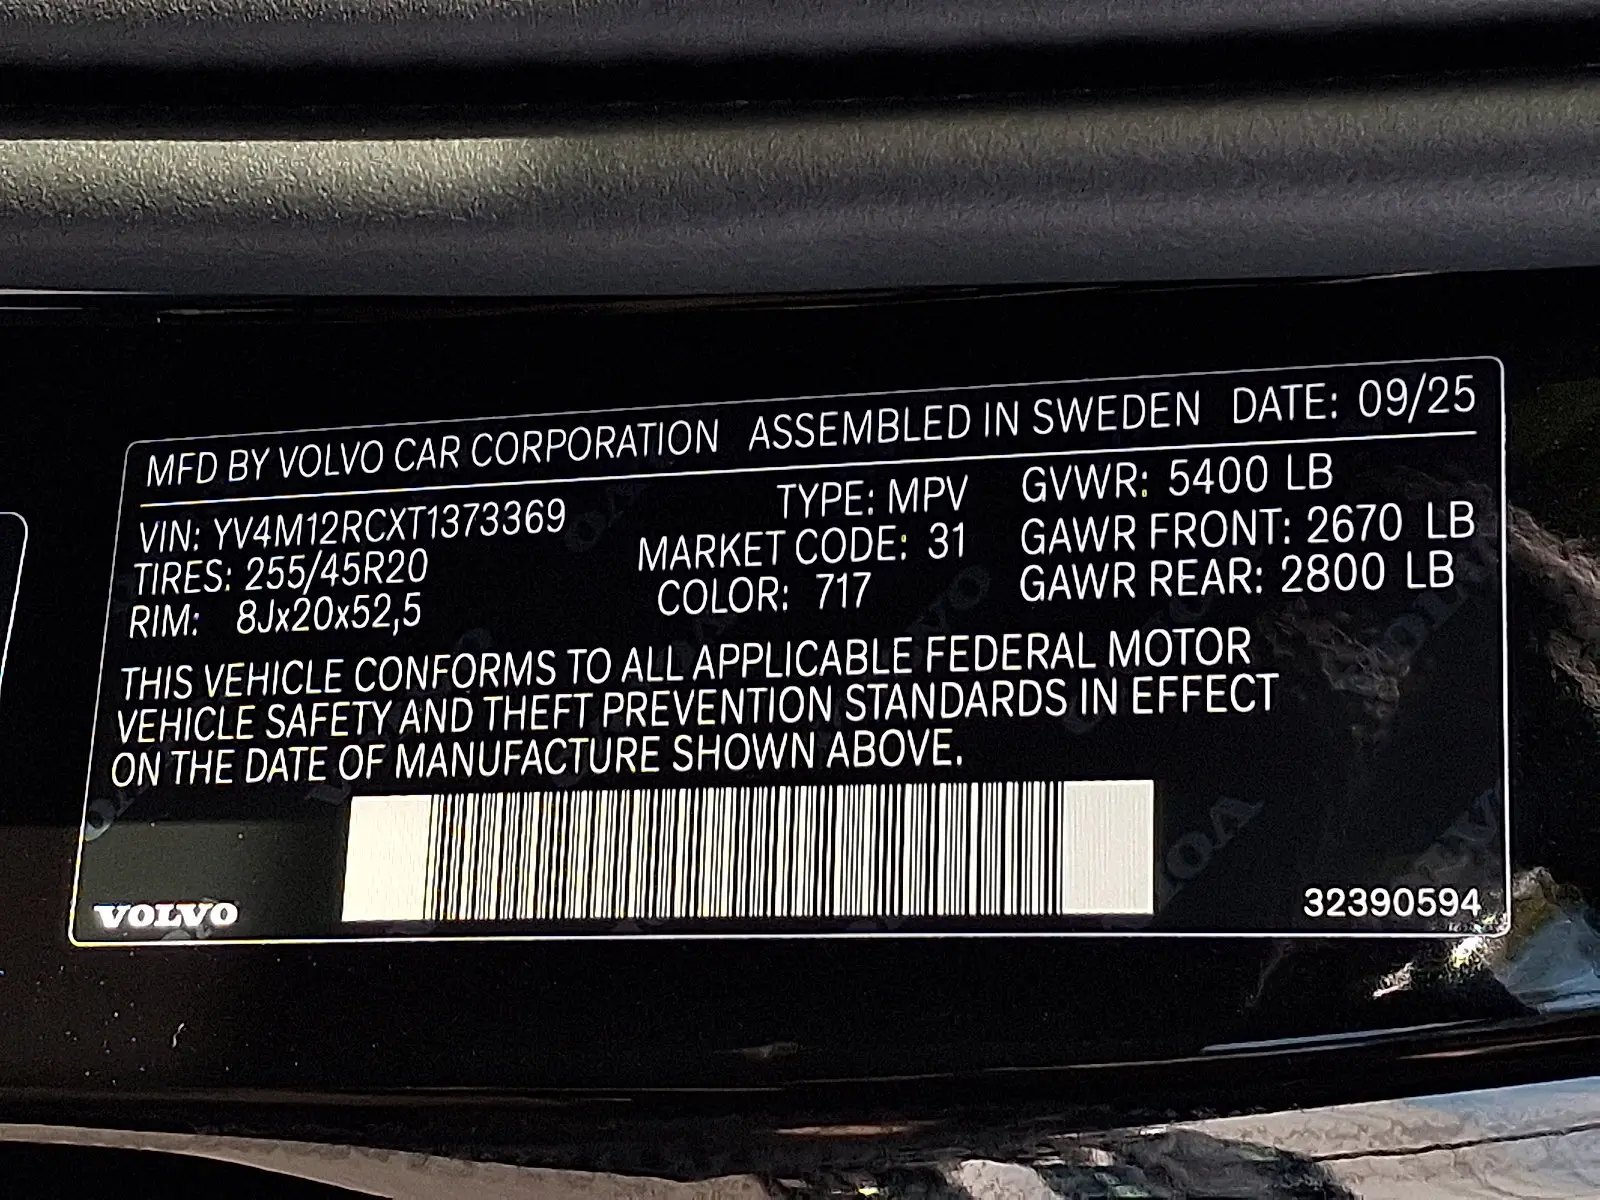 MFD BY VOLVO CAR CORPORATION ASSEMBLED IN SWEDEN DATE: 09/25
VIN: YV4M12RCXT1373369 TYPE: MPV GVWR: 5400 LB
TIRES: 255/45R20 MARKET CODE: 31 GAWR FRONT: 2670 LB
RIM: 8Jx20x52,5 COLOR: 717 GAWR REAR: 2800 LB
THIS VEHICLE CONFORMS TO ALL APPLICABLE FEDERAL MOTOR
VEHICLE SAFETY AND THEFT PREVENTION STANDARDS IN EFFECT
ON THE DATE OF MANUFACTURE SHOWN ABOVE.
VOLVO 32390594